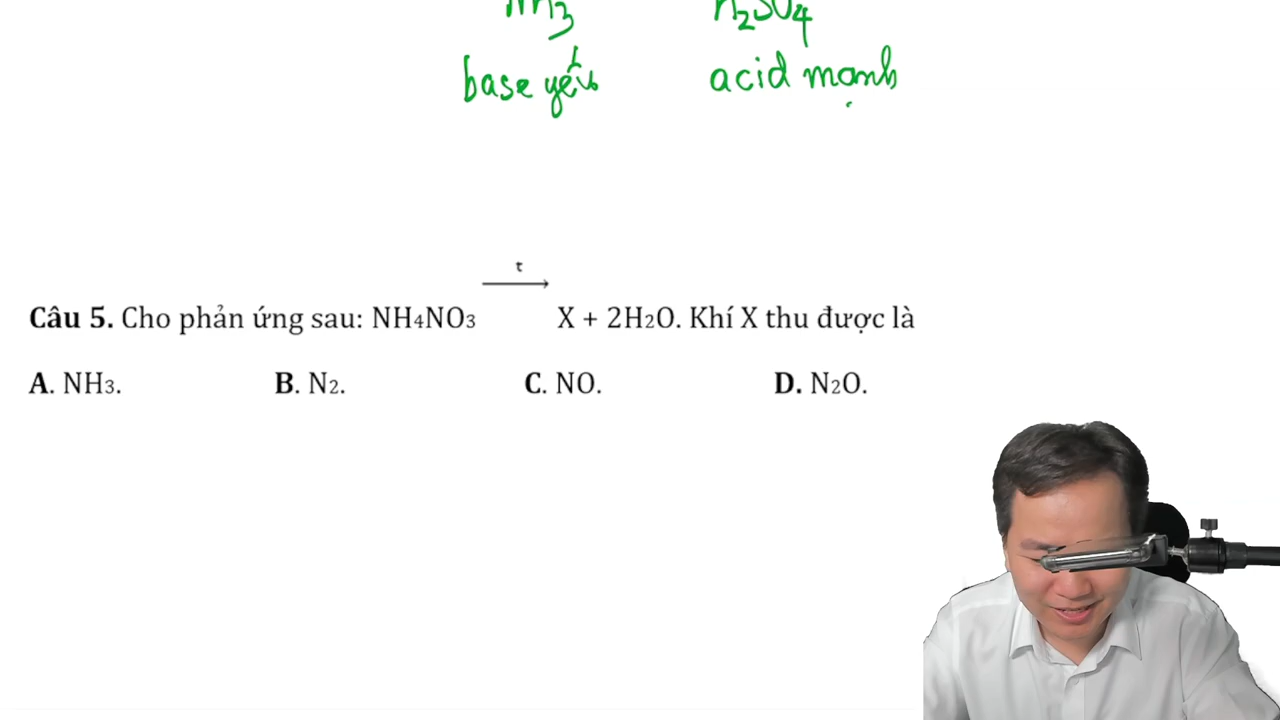 NH3 H2SO4
base yếu acid mạnh
t
Câu 5. Cho phản ứng sau: NH4NO3 → X + 2H2O. Khí X thu được là
A. NH3. B. N2. C. NO. D. N2O.